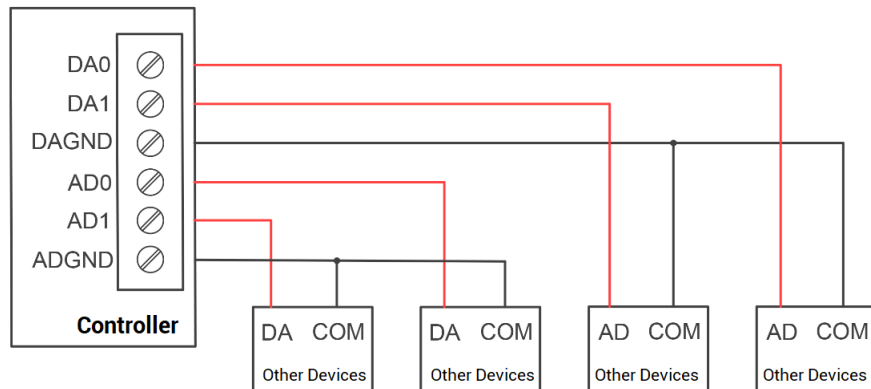 DA0
DA1
DAGND
AD0
AD1
ADGND
Controller
DA COM
Other Devices
DA COM
Other Devices
AD COM
Other Devices
AD COM
Other Devices